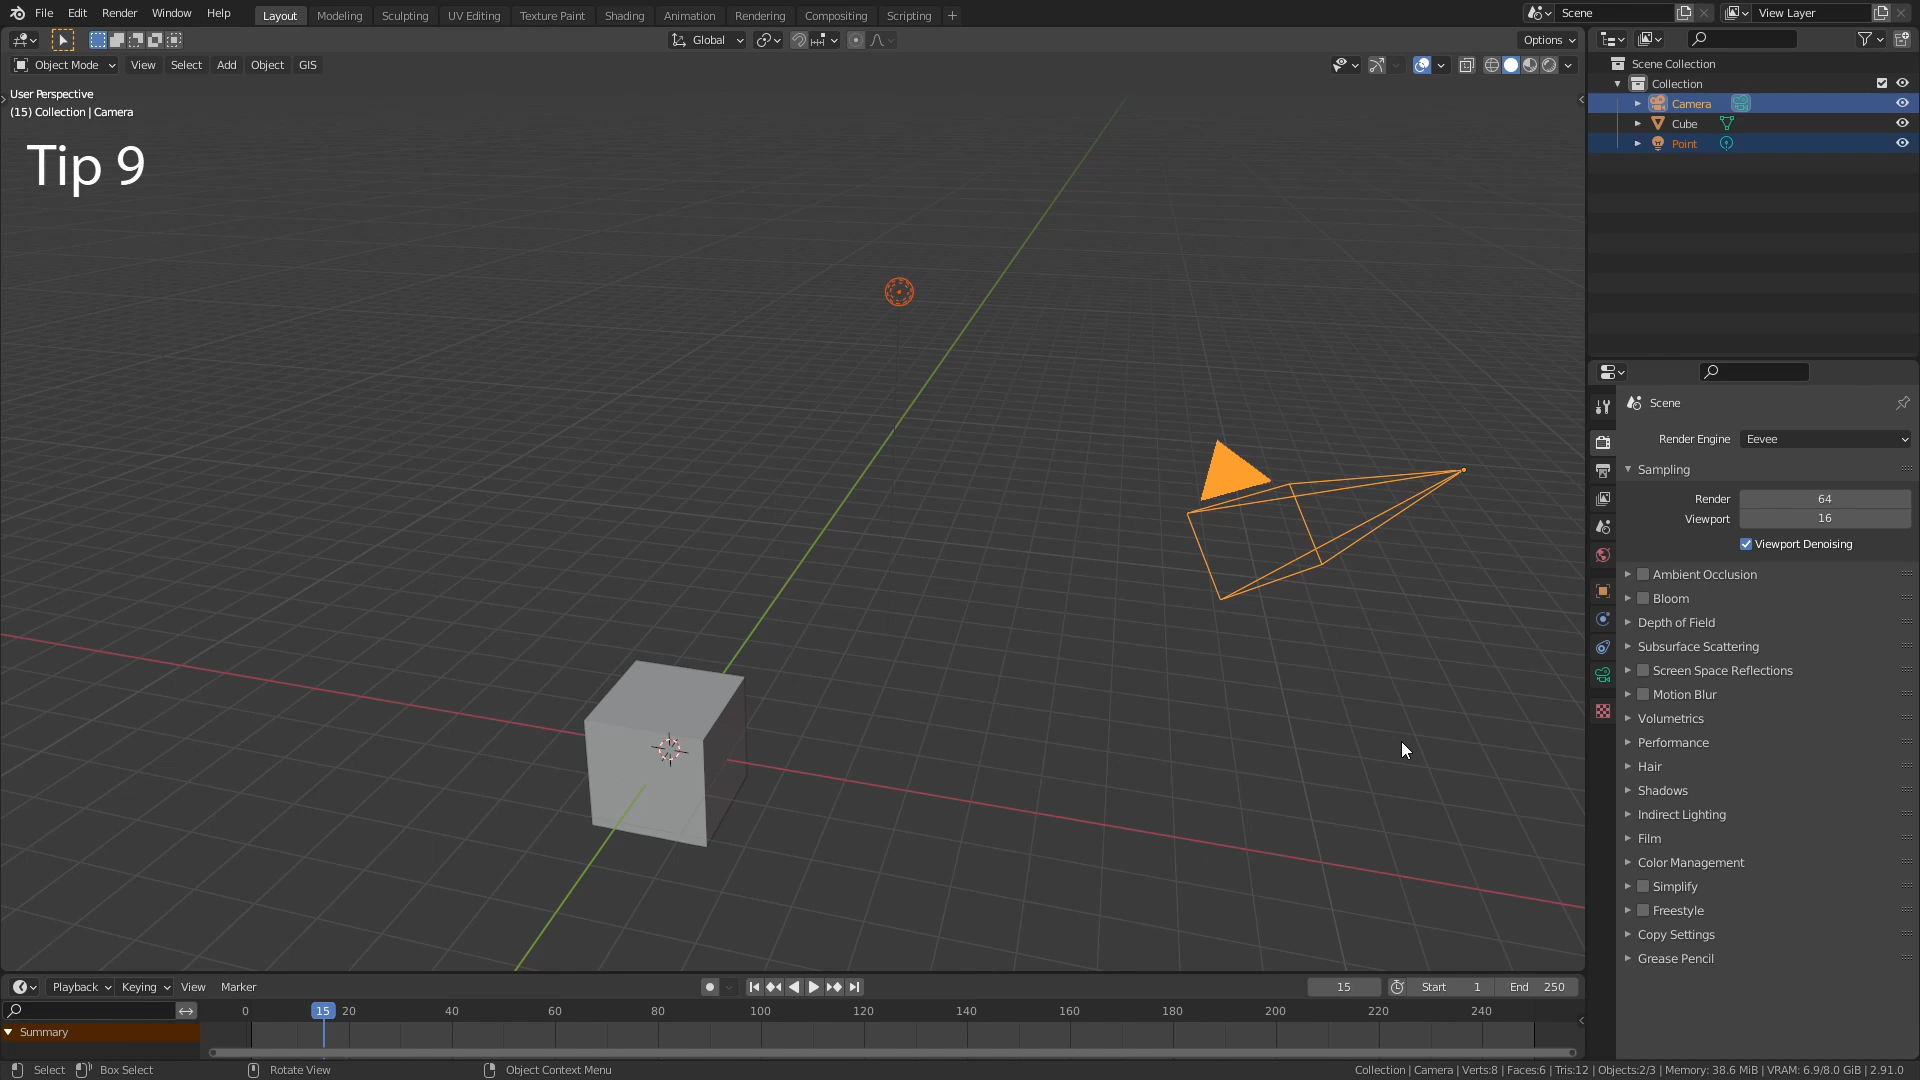 File Edit Render Window Help Layout Modeling Sculpting UV Editing Texture Paint Shading Animation Rendering Compositing Scripting + Scene View Layer
Global Options
Object Mode View Select Add Object GIS
User Perspective
(15) Collection | Camera
Tip 9
Scene Collection
Collection
Camera
Cube
Point
Scene
Render Engine Eevee
Sampling
Render 64
Viewport 16
Viewport Denoising
Ambient Occlusion
Bloom
Depth of Field
Subsurface Scattering
Screen Space Reflections
Motion Blur
Volumetrics
Performance
Hair
Shadows
Indirect Lighting
Film
Color Management
Simplify
Freestyle
Copy Settings
Grease Pencil
Playback Keying View Marker 15 Start 1 End 250
0 15 20 40 60 80 100 120 140 160 180 200 220 240
Summary
Select Box Select Rotate View Object Context Menu Collection | Camera | Verts:8 | Faces:6 | Tris:12 | Objects:2/3 | Memory: 38.6 MiB | VRAM: 6.9/8.0 GiB | 2.91.0